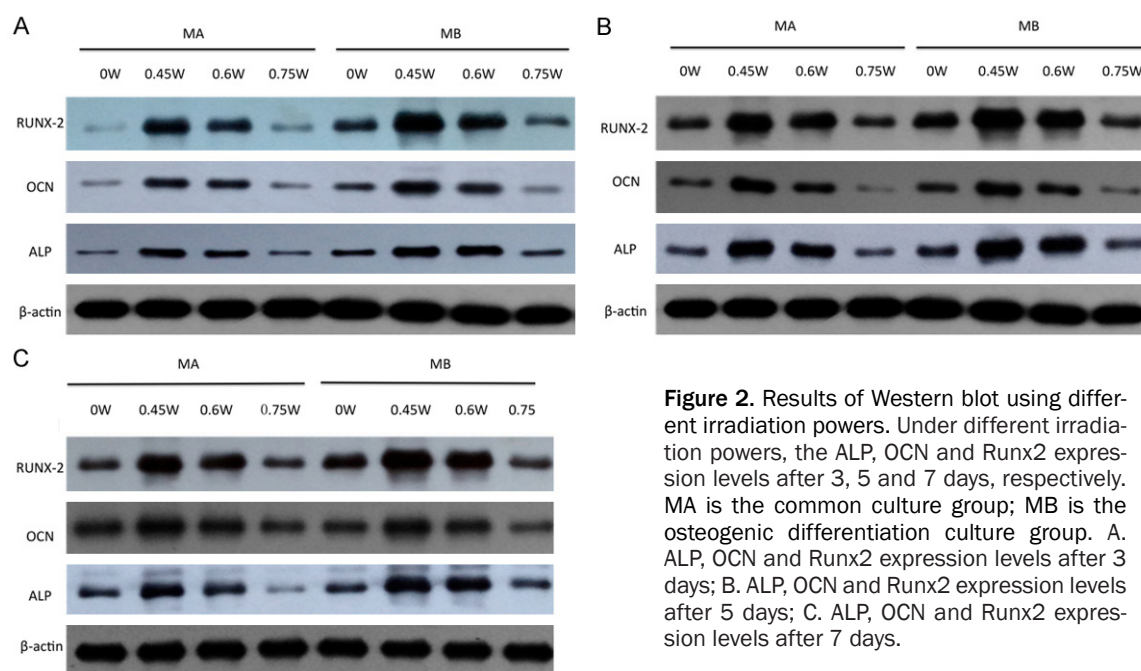 A
MA MB
0W 0.45W 0.6W 0.75W 0W 0.45W 0.6W 0.75W
RUNX-2
OCN
ALP
β-actin
B
MA MB
0W 0.45W 0.6W 0.75W 0W 0.45W 0.6W 0.75W
RUNX-2
OCN
ALP
β-actin
C
MA MB
0W 0.45W 0.6W 0.75W 0W 0.45W 0.6W 0.75
RUNX-2
OCN
ALP
β-actin
Figure 2. Results of Western blot using differ-
ent irradiation powers. Under different irradia-
tion powers, the ALP, OCN and Runx2 expres-
sion levels after 3, 5 and 7 days, respectively.
MA is the common culture group; MB is the
osteogenic differentiation culture group. A.
ALP, OCN and Runx2 expression levels after 3
days; B. ALP, OCN and Runx2 expression levels
after 5 days; C. ALP, OCN and Runx2 expres-
sion levels after 7 days.